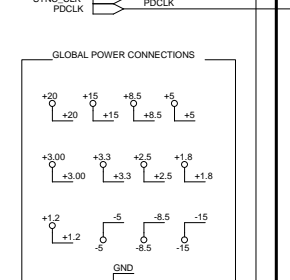 SYNC_CLK
PDCLK PDCLK
GLOBAL POWER CONNECTIONS
+20 +15 +8.5 +5
+20 +15 +8.5 +5
+3.00 +3.3 +2.5 +1.8
+3.00 +3.3 +2.5 +1.8
+1.2 -5 -8.5 -15
+1.2
-5 -8.5 -15
GND